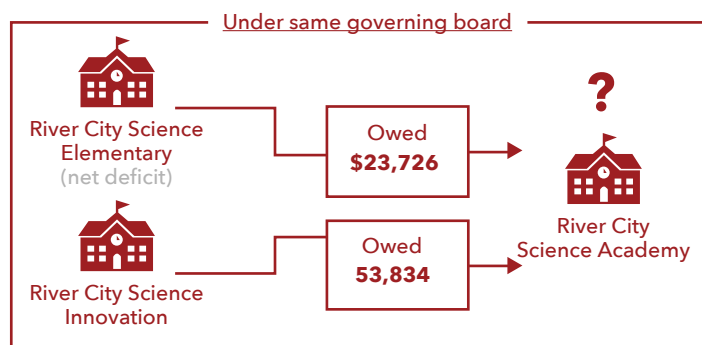 Under same governing board
River City Science
Elementary
(net deficit)
Owed
$23,726
?
River City
Science Academy
River City Science
Innovation
Owed
53,834